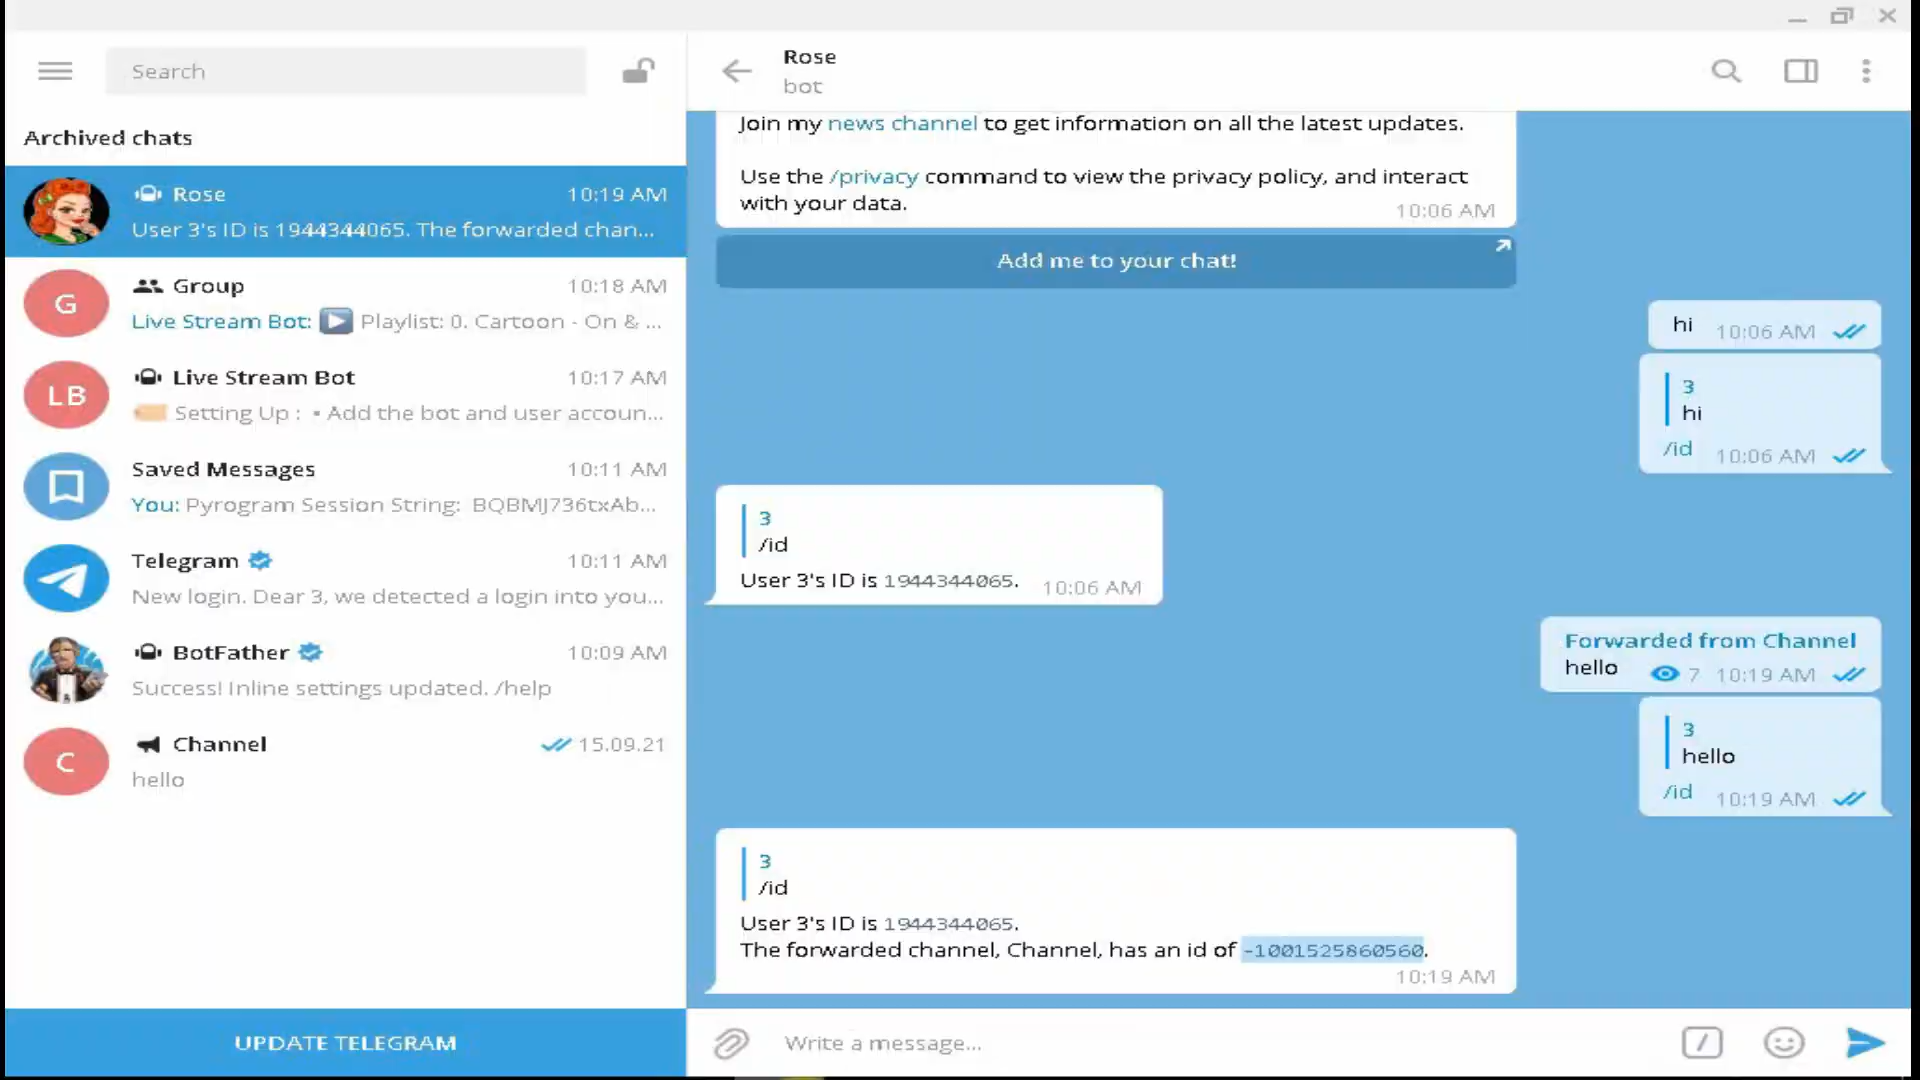 Search
Archived chats
Rose
10:19 AM
User 3's ID is 1944344065. The forwarded chan...
G
Group
10:18 AM
Live Stream Bot: Playlist: 0. Cartoon - On & ...
LB
Live Stream Bot
10:17 AM
Setting Up : ▪ Add the bot and user accoun...
Saved Messages
10:11 AM
You: Pyrogram Session String: BQBMJ736txAb...
Telegram
10:11 AM
New login. Dear 3, we detected a login into you...
BotFather
10:09 AM
Success! Inline settings updated. /help
C
Channel
15.09.21
hello
UPDATE TELEGRAM
Rose
bot
Join my news channel to get information on all the latest updates.
Use the /privacy command to view the privacy policy, and interact
with your data.
10:06 AM
Add me to your chat!
hi 10:06 AM
3
hi
/id 10:06 AM
3
/id
User 3's ID is 1944344065. 10:06 AM
Forwarded from Channel
hello 7 10:19 AM
3
hello
/id 10:19 AM
3
/id
User 3's ID is 1944344065.
The forwarded channel, Channel, has an id of -1001525860560.
10:19 AM
Write a message...